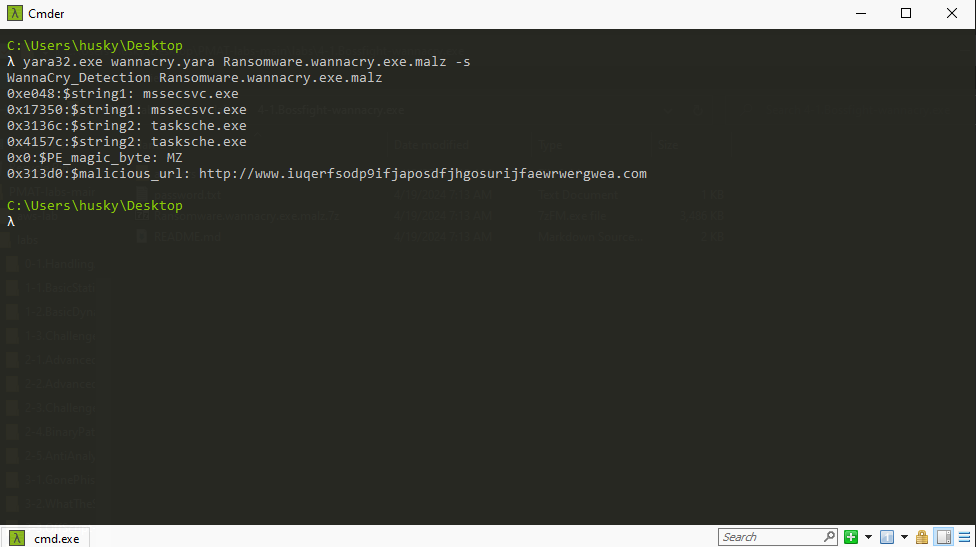 Cmder
C:\Users\husky\Desktop
λ yara32.exe wannacry.yara Ransomware.wannacry.exe.malz -s
WannaCry_Detection Ransomware.wannacry.exe.malz
0xe048:$string1: mssecsvc.exe
0x17350:$string1: mssecsvc.exe
0x3136c:$string2: tasksche.exe
0x4157c:$string2: tasksche.exe
0x0:$PE_magic_byte: MZ
0x313d0:$malicious_url: http://www.iuqerfsodp9ifjaposdfjhgosurijfaewrwergwea.com
C:\Users\husky\Desktop
λ
README.md
cmd.exe
Search